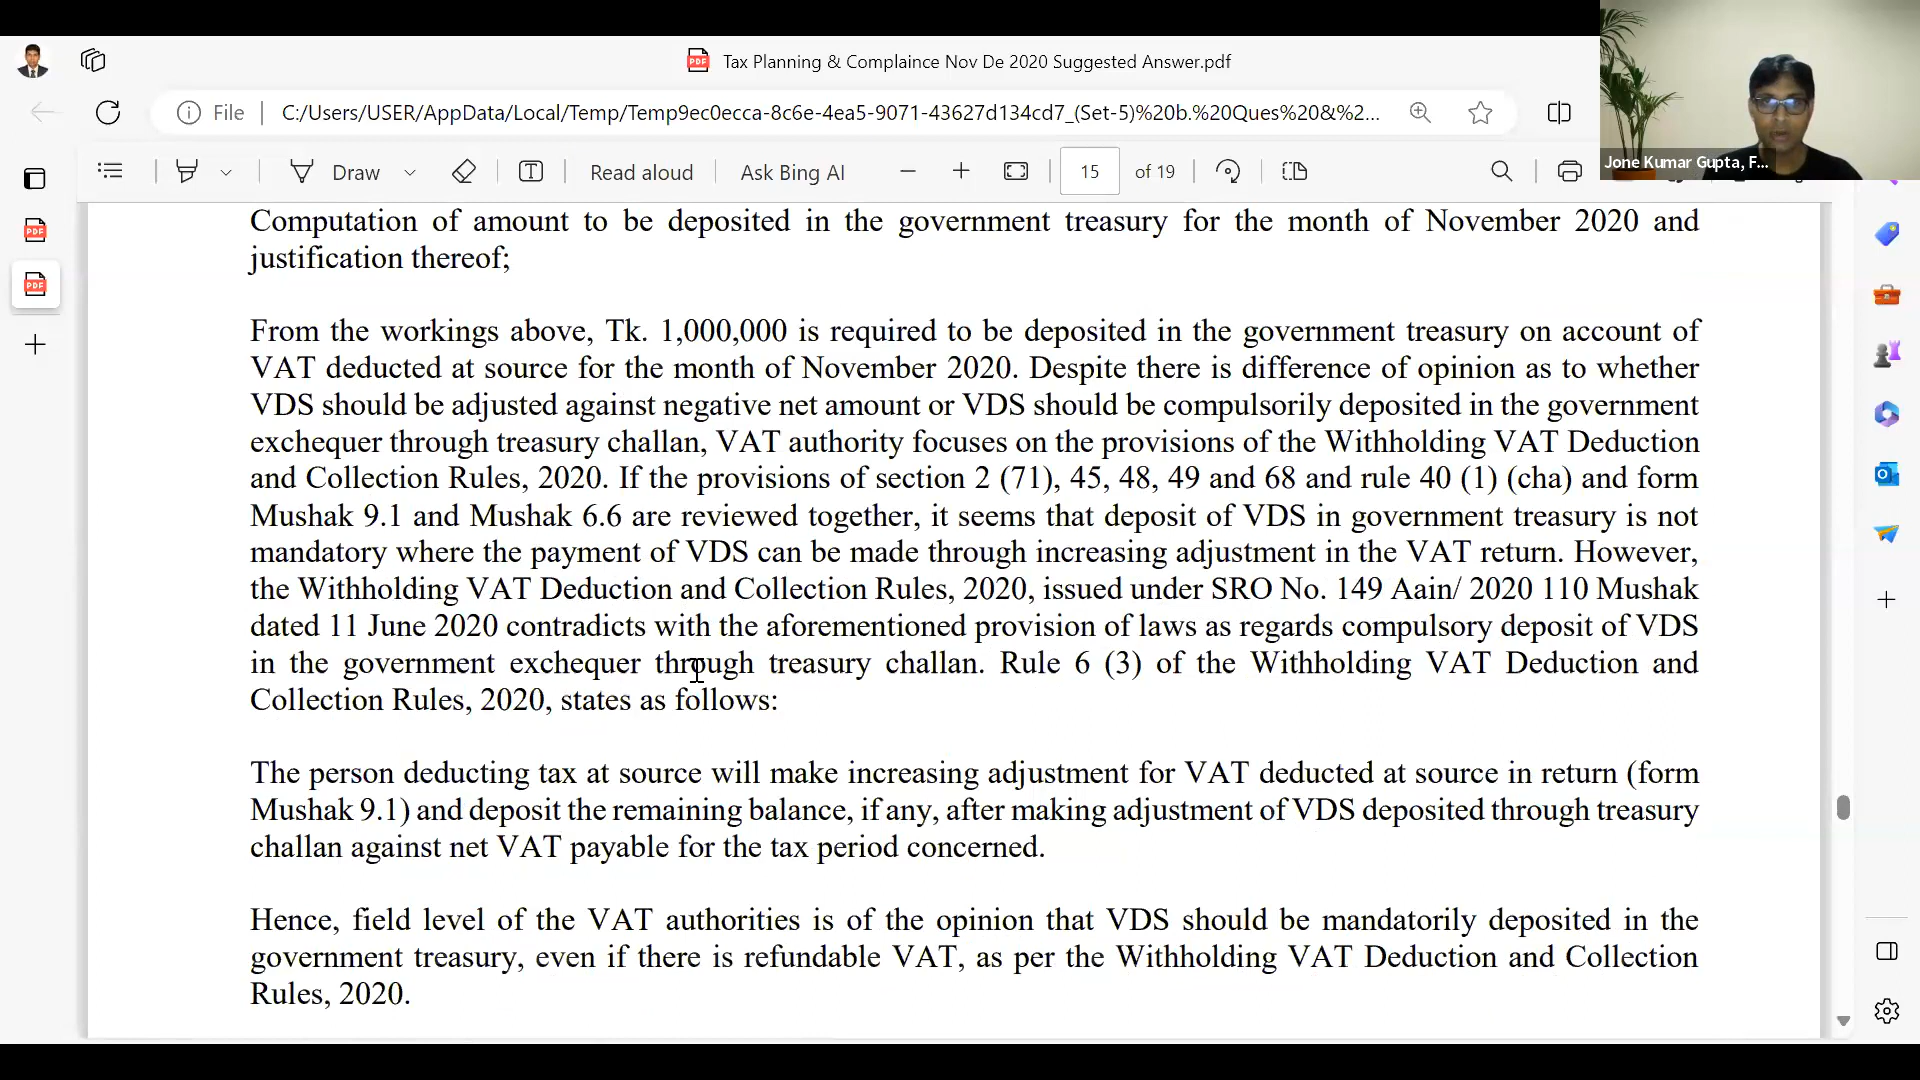 Tax Planning & Complaince Nov De 2020 Suggested Answer.pdf
File
C:/Users/USER/AppData/Local/Temp/Temp9ec0ecca-8c6e-4ea5-9071-43627d134cd7_(Set-5)%20b.%20Ques%20&%2...
Jone Kumar Gupta, F...
Draw
Read aloud
Ask Bing AI
15
of 19
Computation of amount to be deposited in the government treasury for the month of November 2020 and
justification thereof;
From the workings above, Tk. 1,000,000 is required to be deposited in the government treasury on account of
VAT deducted at source for the month of November 2020. Despite there is difference of opinion as to whether
VDS should be adjusted against negative net amount or VDS should be compulsorily deposited in the government
exchequer through treasury challan, VAT authority focuses on the provisions of the Withholding VAT Deduction
and Collection Rules, 2020. If the provisions of section 2 (71), 45, 48, 49 and 68 and rule 40 (1) (cha) and form
Mushak 9.1 and Mushak 6.6 are reviewed together, it seems that deposit of VDS in government treasury is not
mandatory where the payment of VDS can be made through increasing adjustment in the VAT return. However,
the Withholding VAT Deduction and Collection Rules, 2020, issued under SRO No. 149 Aain/ 2020 110 Mushak
dated 11 June 2020 contradicts with the aforementioned provision of laws as regards compulsory deposit of VDS
in the government exchequer through treasury challan. Rule 6 (3) of the Withholding VAT Deduction and
Collection Rules, 2020, states as follows:
The person deducting tax at source will make increasing adjustment for VAT deducted at source in return (form
Mushak 9.1) and deposit the remaining balance, if any, after making adjustment of VDS deposited through treasury
challan against net VAT payable for the tax period concerned.
Hence, field level of the VAT authorities is of the opinion that VDS should be mandatorily deposited in the
government treasury, even if there is refundable VAT, as per the Withholding VAT Deduction and Collection
Rules, 2020.